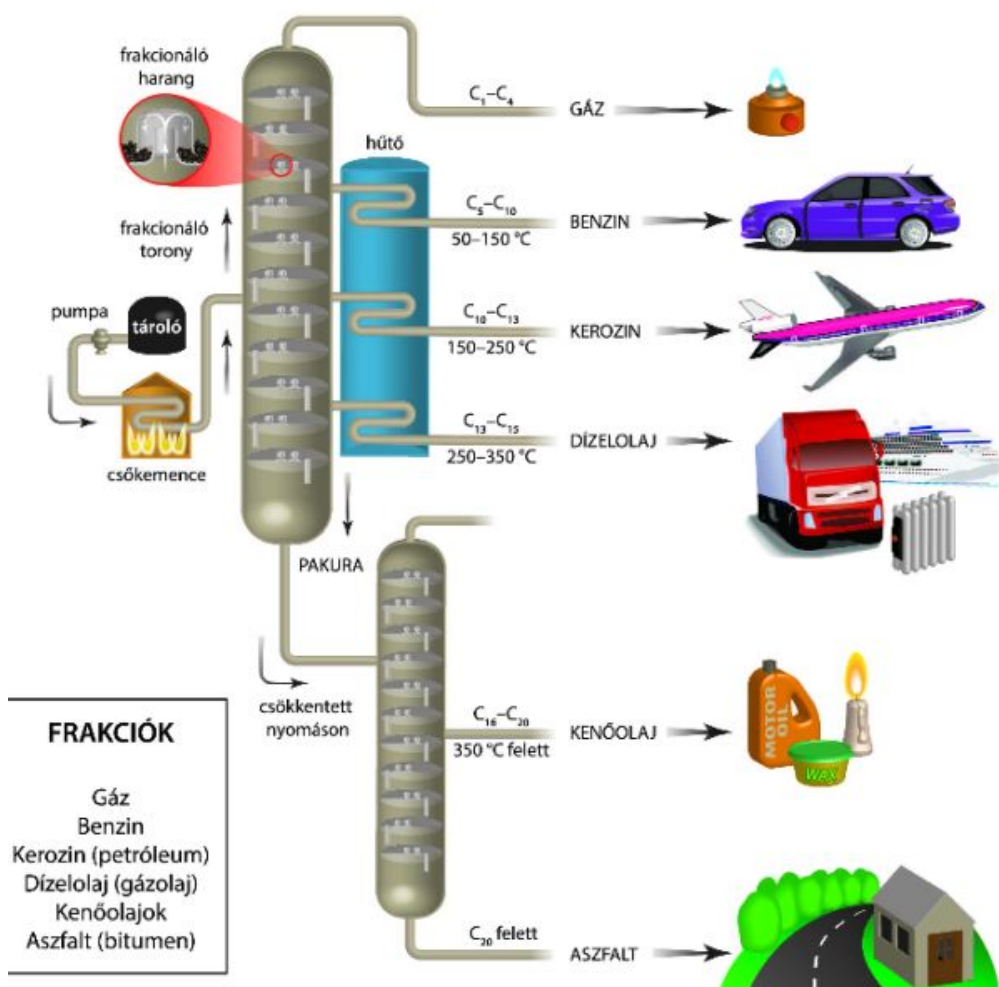 frakcionáló
harang
C₁–C₄
GÁZ
hűtő
C₅–C₁₀
50–150 °C
BENZIN
frakcionáló
torony
pumpa
tároló
C₁₀–C₁₃
150–250 °C
KEROZIN
csőkemence
C₁₃–C₁₅
250–350 °C
DÍZELOLAJ
PAKURA
csökkentett
nyomáson
C₁₆–C₂₀
350 °C felett
KENŐOLAJ
MOTOR
OIL
WAX
C₂₀ felett
ASZFALT
FRAKCIÓK
Gáz
Benzin
Kerozin (petróleum)
Dízelolaj (gázolaj)
Kenőolajok
Aszfalt (bitumen)